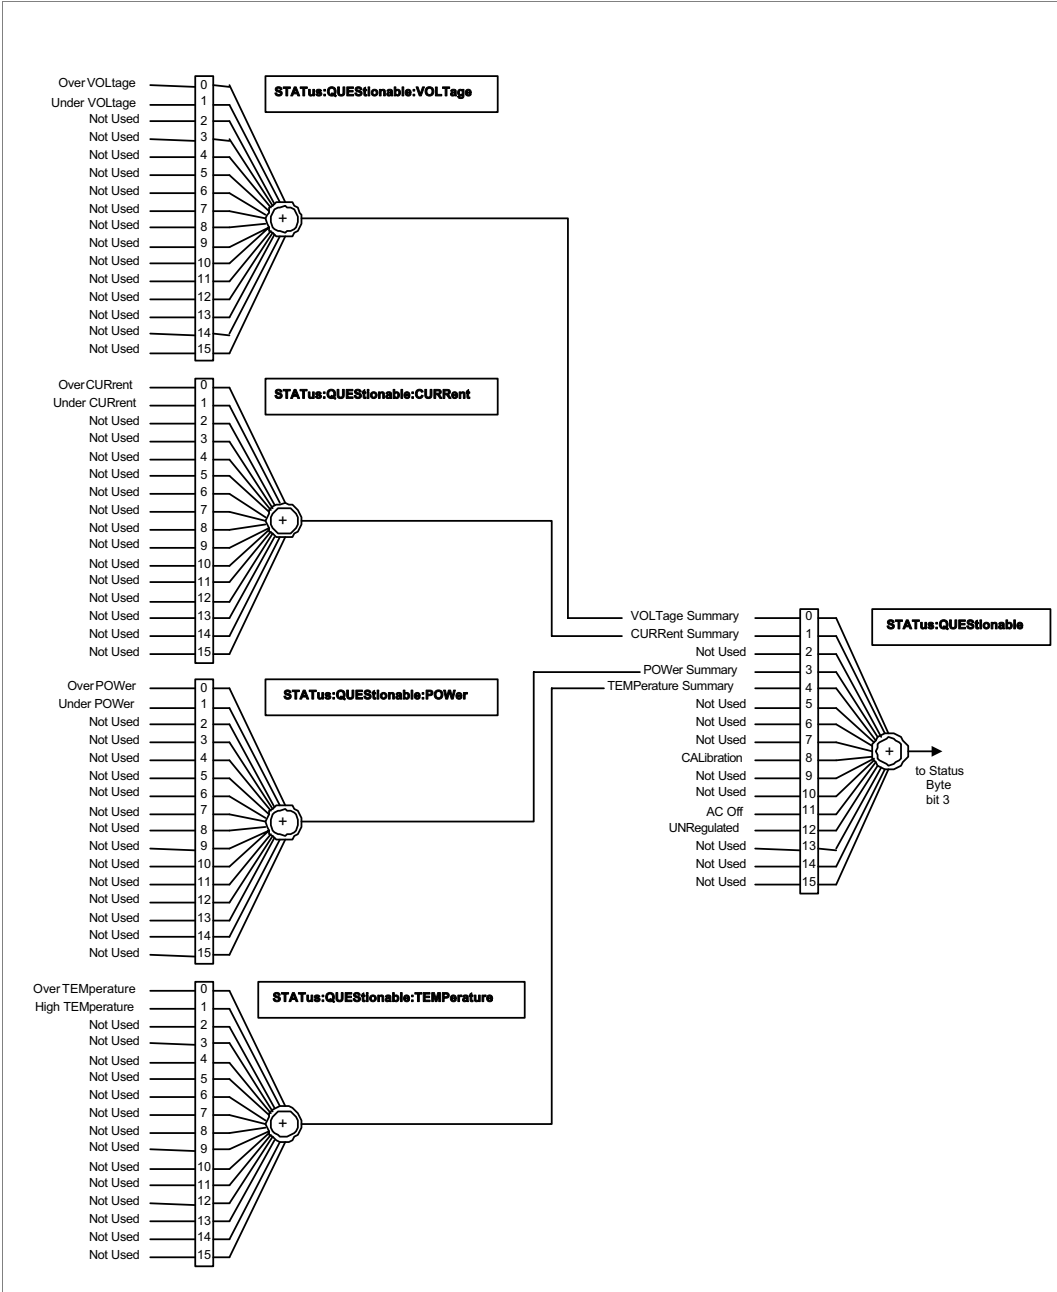 Over VOLtage 0
Under VOLtage 1
Not Used 2
Not Used 3
Not Used 4
Not Used 5
Not Used 6
Not Used 7
Not Used 8
Not Used 9
Not Used 10
Not Used 11
Not Used 12
Not Used 13
Not Used 14
Not Used 15
STATus:QUEStionable:VOLTage
+
Over CURrent 0
Under CURrent 1
Not Used 2
Not Used 3
Not Used 4
Not Used 5
Not Used 6
Not Used 7
Not Used 8
Not Used 9
Not Used 10
Not Used 11
Not Used 12
Not Used 13
Not Used 14
Not Used 15
STATus:QUEStionable:CURRent
+
Over POWer 0
Under POWer 1
Not Used 2
Not Used 3
Not Used 4
Not Used 5
Not Used 6
Not Used 7
Not Used 8
Not Used 9
Not Used 10
Not Used 11
Not Used 12
Not Used 13
Not Used 14
Not Used 15
STATus:QUEStionable:POWer
+
Over TEMperature 0
High TEMperature 1
Not Used 2
Not Used 3
Not Used 4
Not Used 5
Not Used 6
Not Used 7
Not Used 8
Not Used 9
Not Used 10
Not Used 11
Not Used 12
Not Used 13
Not Used 14
Not Used 15
STATus:QUEStionable:TEMPerature
+
VOLTage Summary 0
CURRent Summary 1
Not Used 2
POWer Summary 3
TEMPerature Summary 4
Not Used 5
Not Used 6
Not Used 7
CALibration 8
Not Used 9
Not Used 10
AC Off 11
UNRegulated 12
Not Used 13
Not Used 14
Not Used 15
STATus:QUEStionable
+
to Status
Byte
bit 3